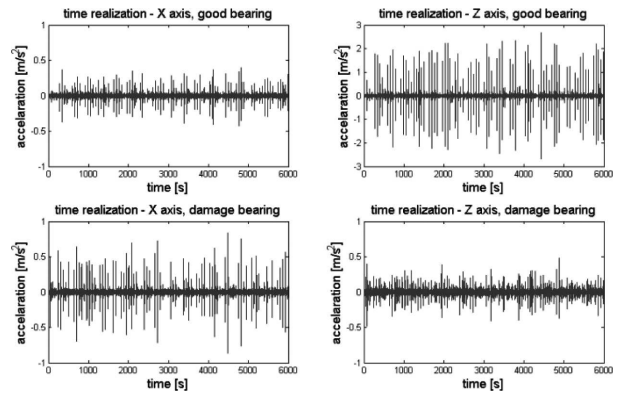 time realization - X axis, good bearing
1
0.5
0
-0.5
-1
accelaration [m/s²]
0 1000 2000 3000 4000 5000 6000
time [s]
time realization - Z axis, good bearing
3
2
1
0
-1
-2
-3
accelaration [m/s²]
0 1000 2000 3000 4000 5000 6000
time [s]
time realization - X axis, damage bearing
1
0.5
0
-0.5
-1
accelaration [m/s²]
0 1000 2000 3000 4000 5000 6000
time [s]
time realization - Z axis, damage bearing
1
0.5
0
-0.5
-1
accelaration [m/s²]
0 1000 2000 3000 4000 5000 6000
time [s]